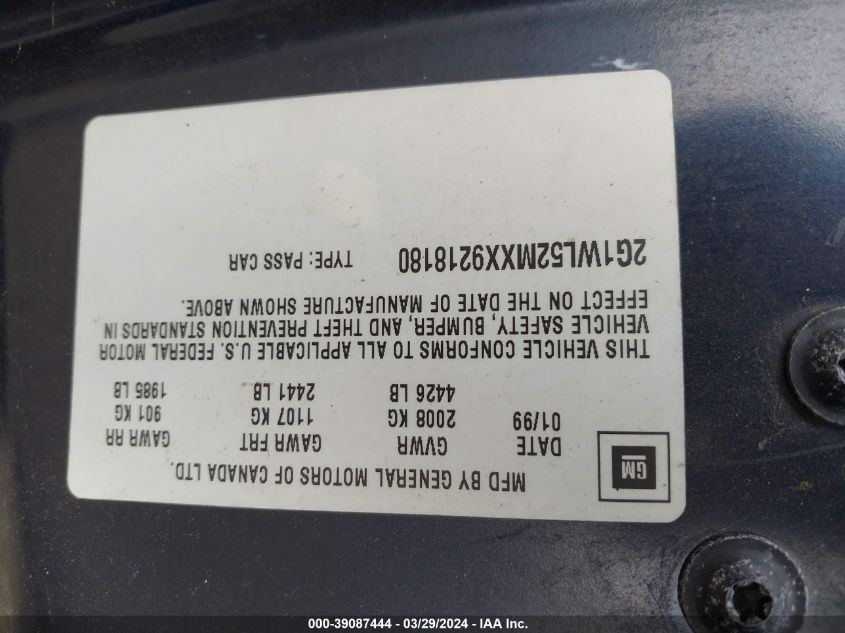 MFD BY GENERAL MOTORS OF CANADA LTD.
GM
DATE GVWR GAWR FRT GAWR RR
01/99 2008 KG 1107 KG 901 KG
4426 LB 2441 LB 1985 LB
THIS VEHICLE CONFORMS TO ALL APPLICABLE U.S. FEDERAL MOTOR
VEHICLE SAFETY, BUMPER, AND THEFT PREVENTION STANDARDS IN
EFFECT ON THE DATE OF MANUFACTURE SHOWN ABOVE.
2G1WL52MXX9218180 TYPE: PASS CAR
000-39087444 - 03/29/2024 - IAA Inc.